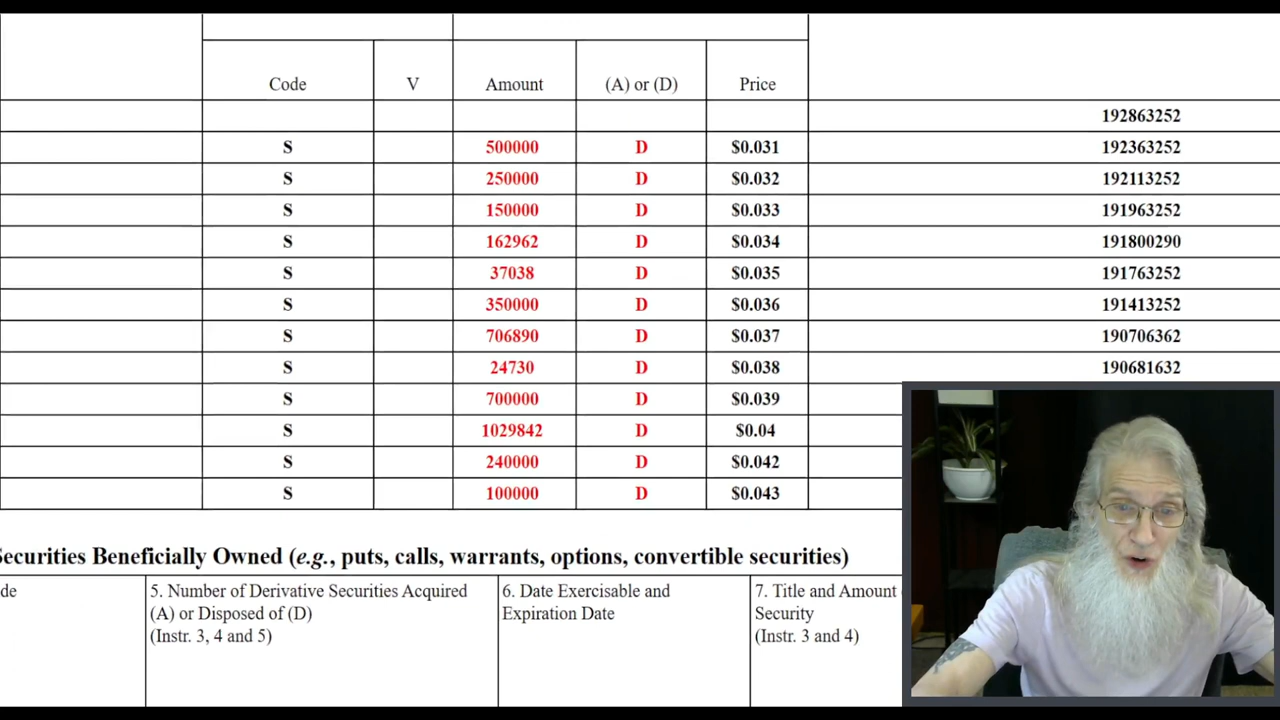 Code V Amount (A) or (D) Price
192863252
S 500000 D $0.031 192363252
S 250000 D $0.032 192113252
S 150000 D $0.033 191963252
S 162962 D $0.034 191800290
S 37038 D $0.035 191763252
S 350000 D $0.036 191413252
S 706890 D $0.037 190706362
S 24730 D $0.038 190681632
S 700000 D $0.039
S 1029842 D $0.04
S 240000 D $0.042
S 100000 D $0.043
Securities Beneficially Owned (e.g., puts, calls, warrants, options, convertible securities)
5. Number of Derivative Securities Acquired
(A) or Disposed of (D)
(Instr. 3, 4 and 5)
6. Date Exercisable and
Expiration Date
7. Title and Amount
Security
(Instr. 3 and 4)